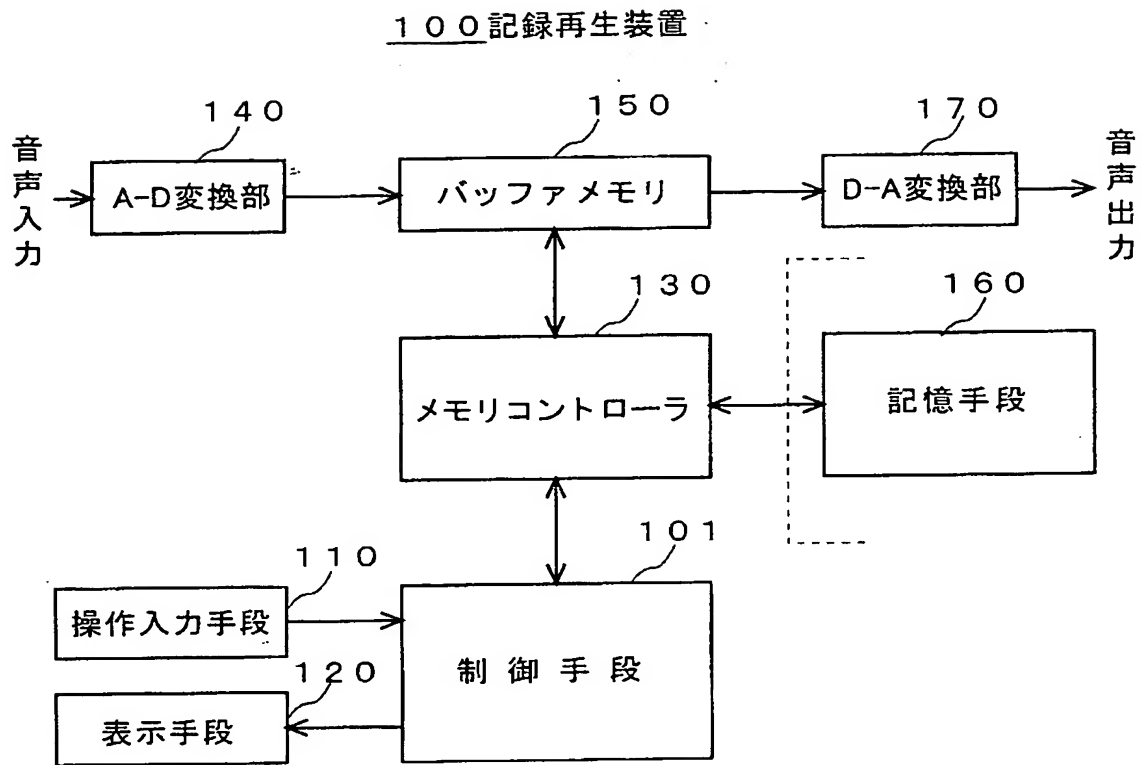 100記録再生装置
140
150
170
音声入力
A-D変換部
バッファメモリ
D-A変換部
音声出力
130
160
メモリコントローラ
記憶手段
101
110
操作入力手段
制御手段
120
表示手段